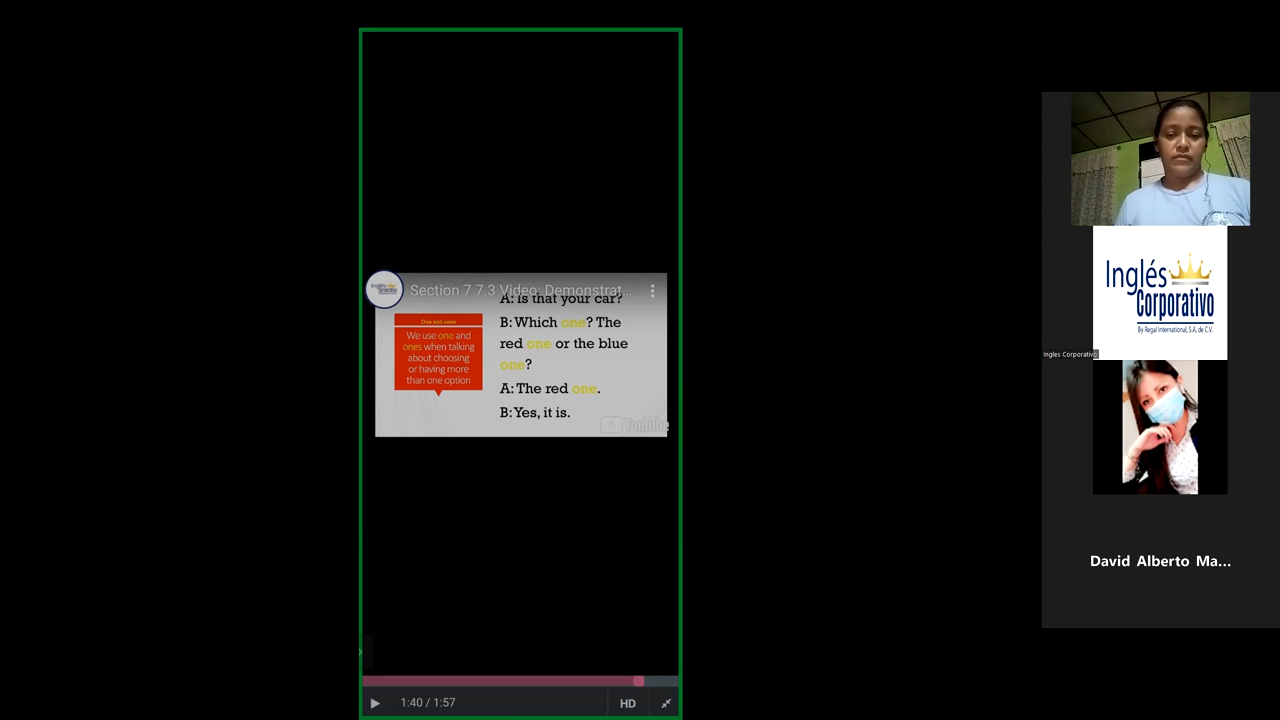 Section 7 7.3 Video: Demonstrat...
A: is that your car?
One and ones
We use one and
ones when talking
about choosing
or having more
than one option
B: Which one? The
red one or the blue
one?
A: The red one.
B: Yes, it is.
YouTube
1:40 / 1:57
HD
Inglés
Corporativo
By Regal International, S.A. de C.V.
Ingles Corporativo
David Alberto Ma...